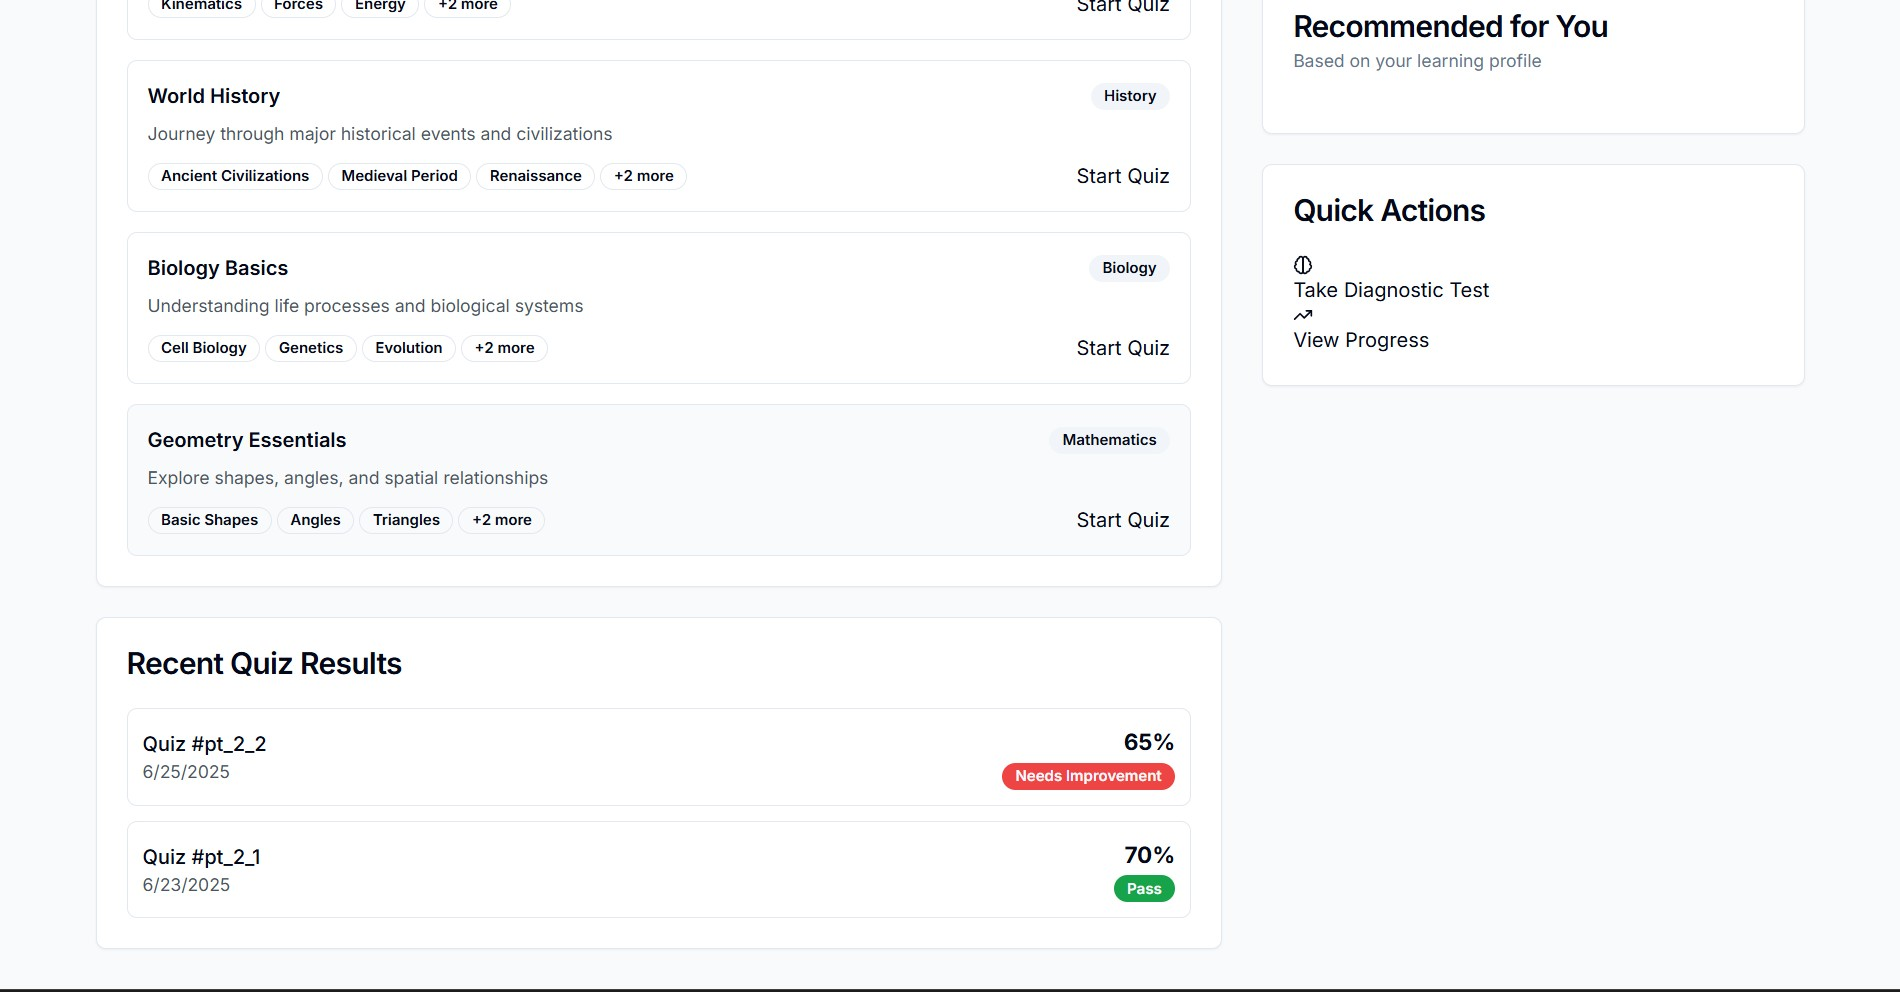 Kinematics Forces Energy +2 more Start Quiz
World History History
Journey through major historical events and civilizations
Ancient Civilizations Medieval Period Renaissance +2 more Start Quiz
Biology Basics Biology
Understanding life processes and biological systems
Cell Biology Genetics Evolution +2 more Start Quiz
Geometry Essentials Mathematics
Explore shapes, angles, and spatial relationships
Basic Shapes Angles Triangles +2 more Start Quiz
Recent Quiz Results
Quiz #pt_2_2 65%
6/25/2025 Needs Improvement
Quiz #pt_2_1 70%
6/23/2025 Pass
Recommended for You
Based on your learning profile
Quick Actions
Take Diagnostic Test
View Progress